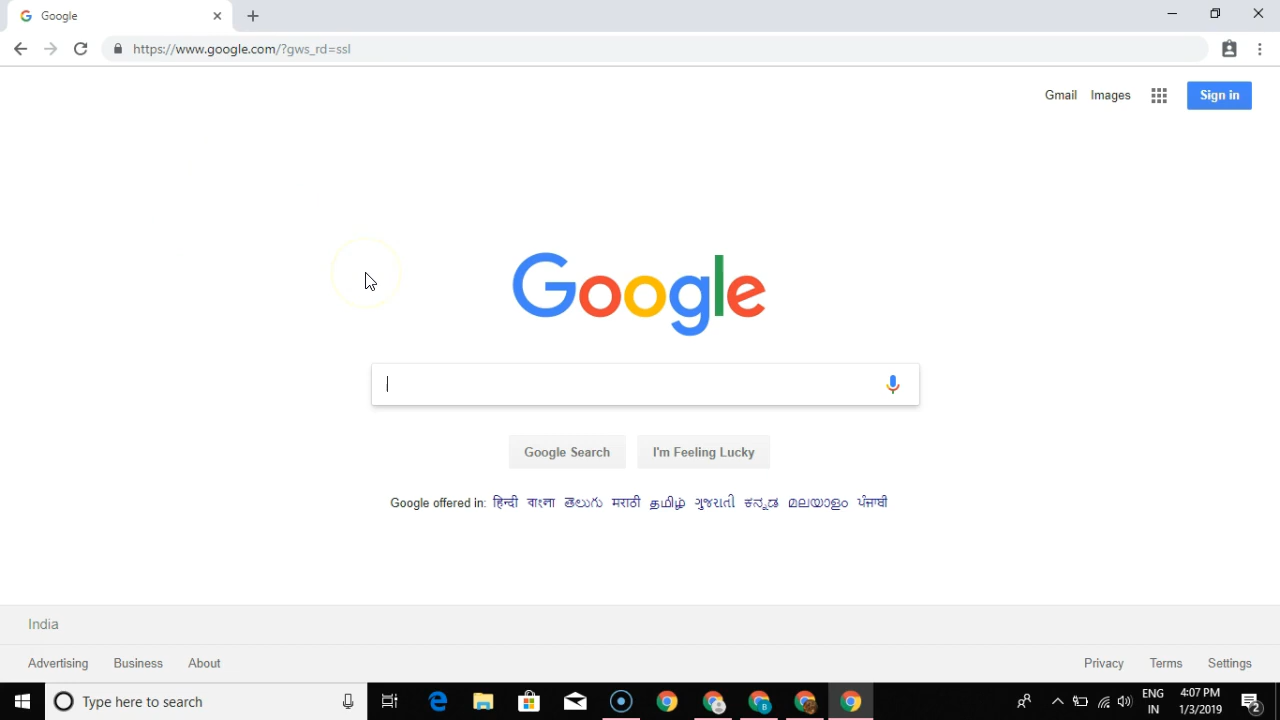 Google
https://www.google.com/?gws_rd=ssl
Gmail Images Sign in
Google
Google Search I'm Feeling Lucky
Google offered in: हिन्दी বাংলা తెలుగు मराठी தமிழ் ગુજરાતી ಕನ್ನಡ മലയാളം ਪੰਜਾਬੀ
India
Advertising Business About Privacy Terms Settings
Type here to search B ENG 4:07 PM
IN 1/3/2019 2